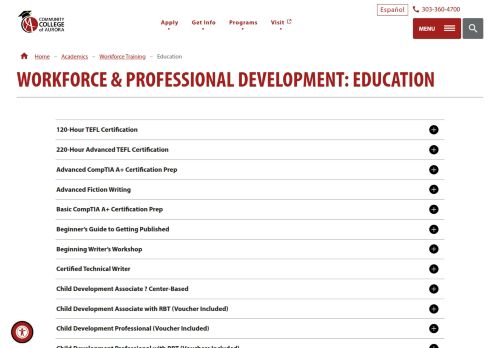 COMMUNITY
COLLEGE
of AURORA
Español
303-360-4700
Apply
Get Info
Programs
Visit
MENU
Home – Academics – Workforce Training – Education
WORKFORCE & PROFESSIONAL DEVELOPMENT: EDUCATION
120-Hour TEFL Certification
220-Hour Advanced TEFL Certification
Advanced CompTIA A+ Certification Prep
Advanced Fiction Writing
Basic CompTIA A+ Certification Prep
Beginner's Guide to Getting Published
Beginning Writer's Workshop
Certified Technical Writer
Child Development Associate ? Center-Based
Child Development Associate with RBT (Voucher Included)
Child Development Professional (Voucher Included)
Child Development Professional with RBT (Vouchers Included)